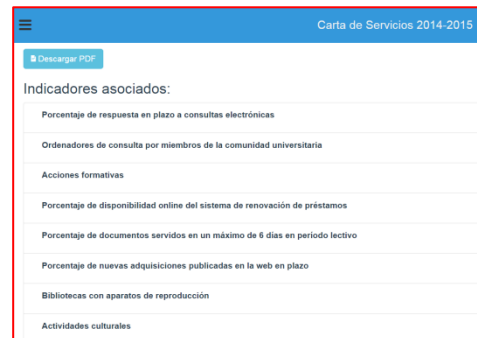 Carta de Servicios 2014-2015
Descargar PDF
Indicadores asociados:
Porcentaje de respuesta en plazo a consultas electrónicas
Ordenadores de consulta por miembros de la comunidad universitaria
Acciones formativas
Porcentaje de disponibilidad online del sistema de renovación de préstamos
Porcentaje de documentos servidos en un máximo de 6 días en periodo lectivo
Porcentaje de nuevas adquisiciones publicadas en la web en plazo
Bibliotecas con aparatos de reproducción
Actividades culturales